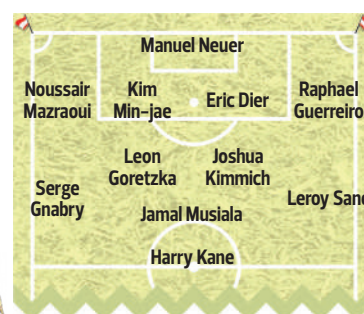 Manuel Neuer
Noussair
Mazraoui
Kim
Min-jae
Eric Dier
Raphael
Guerreiro
Leon
Goretzka
Joshua
Kimmich
Serge
Gnabry
Leroy San
Jamal Musiala
Harry Kane